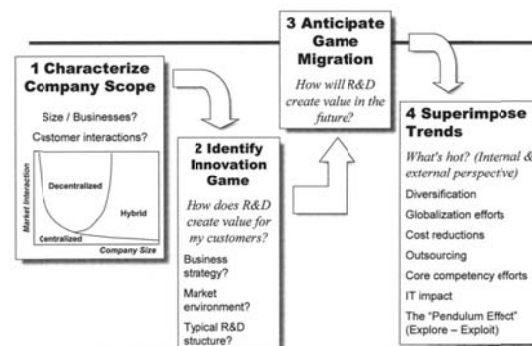 1 Characterize
Company Scope
Size / Businesses?
Customer interactions?
Market Interaction
Decentralized
Hybrid
Centralized
Company Size
2 Identify
Innovation
Game
How does R&D
create value for
my customers?
Business
strategy?
Market
environment?
Typical R&D
structure?
3 Anticipate
Game
Migration
How will R&D
create value in the
future?
4 Superimpose
Trends
What's hot? (Internal &
external perspective)
Diversification
Globalization efforts
Cost reductions
Outsourcing
Core competency efforts
IT impact
The "Pendulum Effect"
(Explore – Exploit)